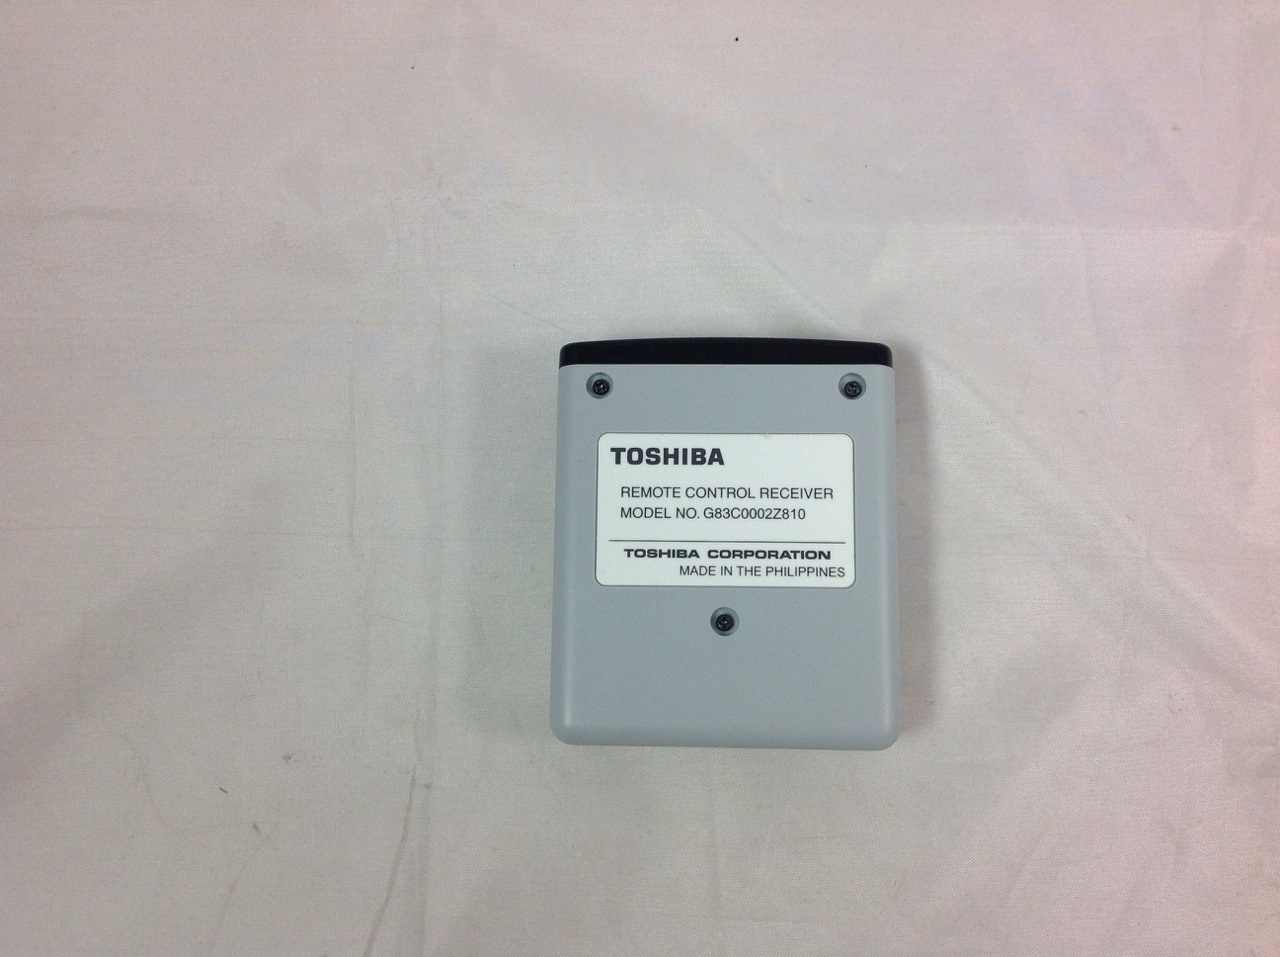 TOSHIBA
REMOTE CONTROL RECEIVER
MODEL NO. G83C0002Z810
TOSHIBA CORPORATION
MADE IN THE PHILIPPINES